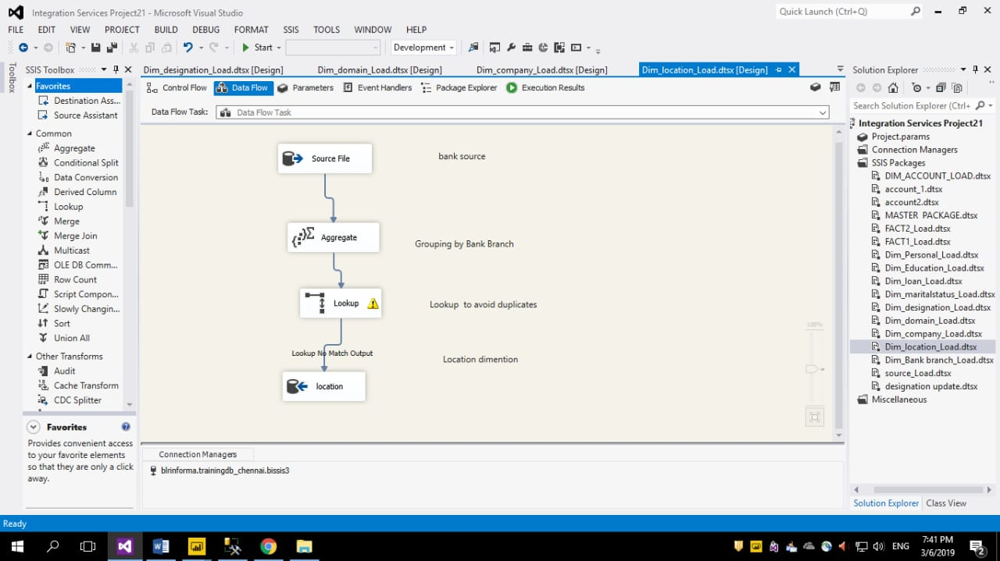 Integration Services Project21 - Microsoft Visual Studio
Quick Launch (Ctrl+Q)
FILE EDIT VIEW PROJECT BUILD DEBUG FORMAT SSIS TOOLS WINDOW HELP
Start Development
Toolbox
SSIS Toolbox
Favorites
Destination Ass...
Source Assistant
Common
Aggregate
Conditional Split
Data Conversion
Derived Column
Lookup
Merge
Merge Join
Multicast
OLE DB Comm...
Row Count
Script Compon...
Slowly Changin...
Sort
Union All
Other Transforms
Audit
Cache Transform
CDC Splitter
Favorites
Provides convenient access
to your favorite elements
so that they are only a click
away.
Dim_designation_Load.dtsx [Design] Dim_domain_Load.dtsx [Design] Dim_company_Load.dtsx [Design] Dim_location_Load.dtsx [Design]
Control Flow Data Flow Parameters Event Handlers Package Explorer Execution Results
Data Flow Task: Data Flow Task
Source File bank source
Aggregate Grouping by Bank Branch
Lookup Lookup to avoid duplicates
Lookup No Match Output
Location dimention
location
100%
Connection Managers
blrinforma.trainingdb_chennai.bissis3
Solution Explorer
Search Solution Explorer (Ctrl+
Integration Services Project21
Project.params
Connection Managers
SSIS Packages
DIM_ACCOUNT_LOAD.dtsx
account_1.dtsx
account2.dtsx
MASTER PACKAGE.dtsx
FACT2_Load.dtsx
FACT1_Load.dtsx
Dim_Personal_Load.dtsx
Dim_Education_Load.dtsx
Dim_loan_Load.dtsx
Dim_maritalstatus_Load.dtsx
Dim_designation_Load.dtsx
Dim_domain_Load.dtsx
Dim_company_Load.dtsx
Dim_location_Load.dtsx
Dim_Bank branch_Load.dtsx
source_Load.dtsx
designation update.dtsx
Miscellaneous
Solution Explorer Class View
Ready
ENG
7:41 PM
3/6/2019
2